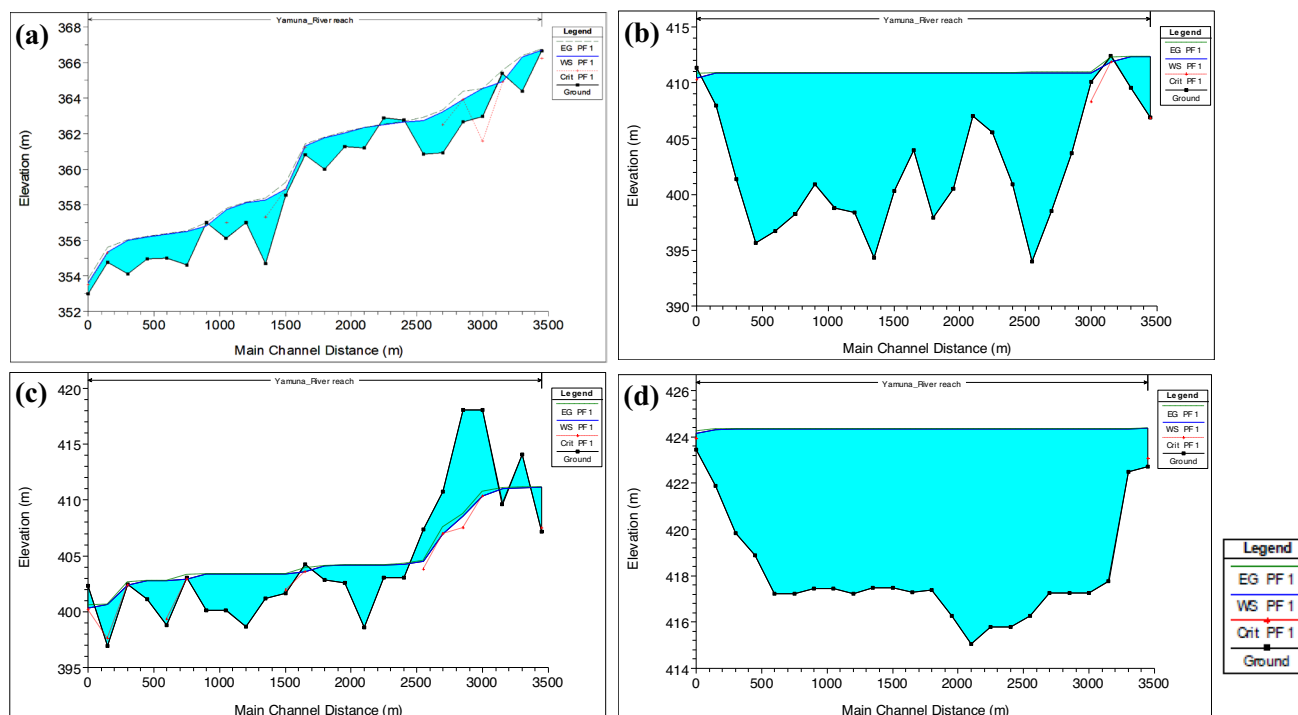 (a)
Yamuna_River reach
Legend
EG PF 1
WS PF 1
Crit PF 1
Ground
Elevation (m)
368
366
364
362
360
358
356
354
352
0
500
1000
1500
2000
2500
3000
3500
Main Channel Distance (m)
(b)
Yamuna_River reach
Legend
EG PF 1
WS PF 1
Crit PF 1
Ground
Elevation (m)
415
410
405
400
395
390
0
500
1000
1500
2000
2500
3000
3500
Main Channel Distance (m)
(c)
Yamuna_River reach
Legend
EG PF 1
WS PF 1
Crit PF 1
Ground
Elevation (m)
420
415
410
405
400
395
0
500
1000
1500
2000
2500
3000
3500
Main Channel Distance (m)
(d)
Yamuna_River reach
Legend
EG PF 1
WS PF 1
Crit PF 1
Ground
Elevation (m)
426
424
422
420
418
416
414
0
500
1000
1500
2000
2500
3000
3500
Main Channel Distance (m)
Legend
EG PF 1
WS PF 1
Crit PF 1
Ground